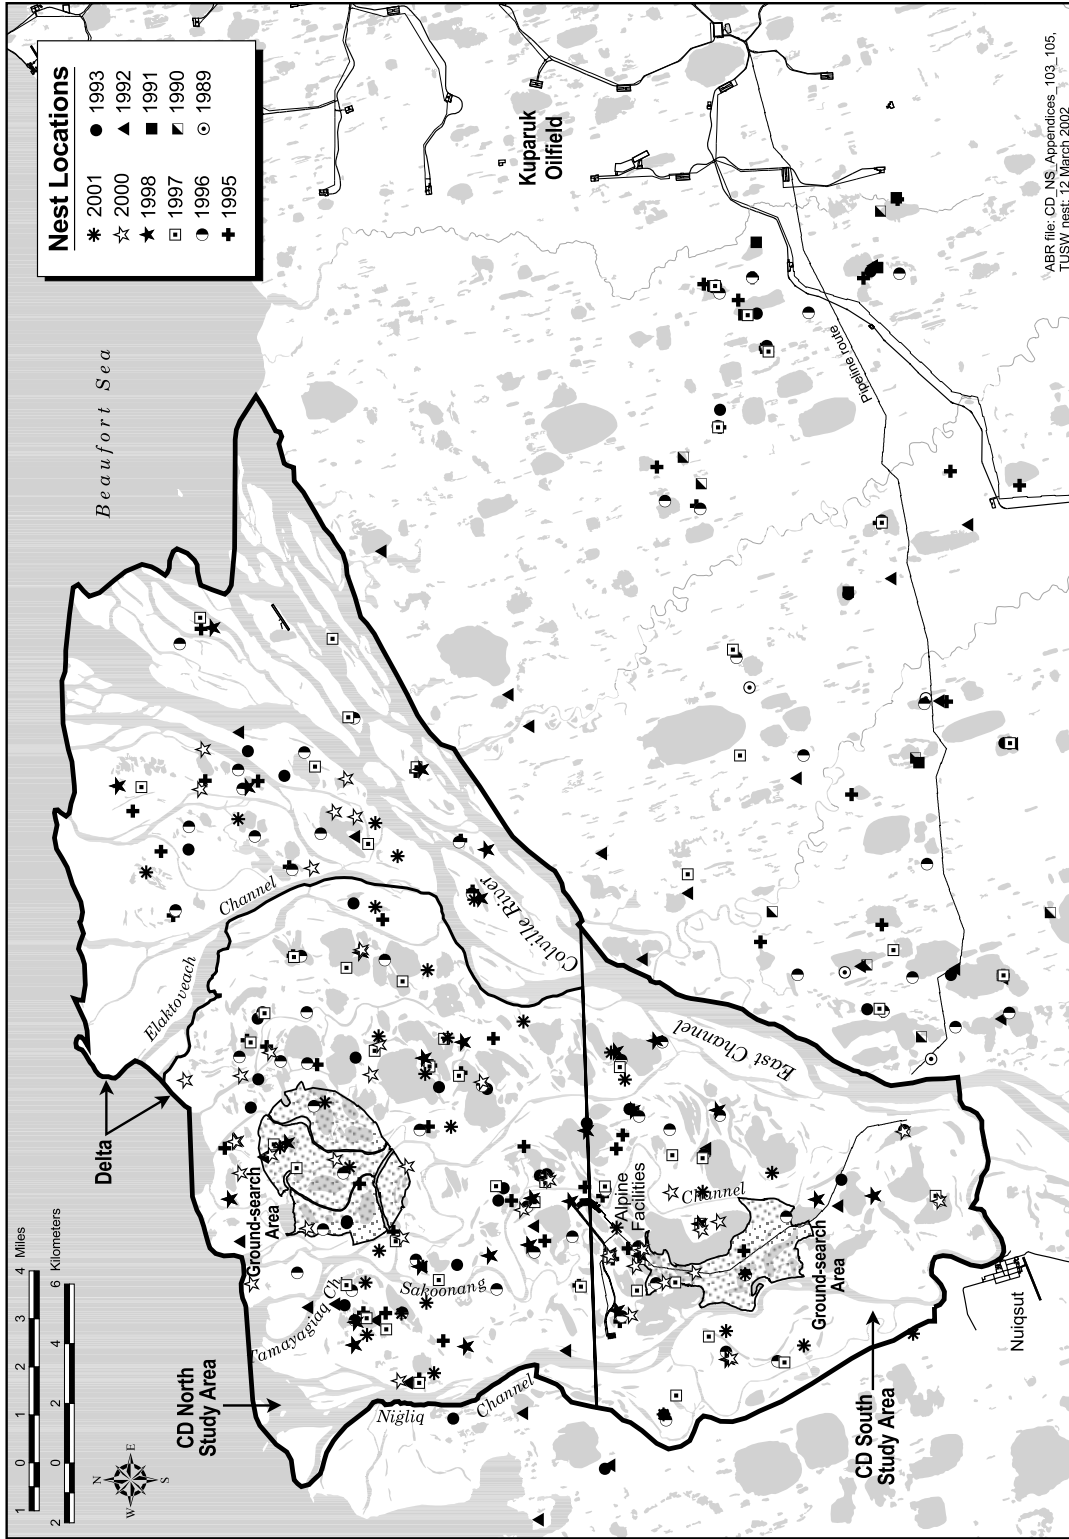 Nest Locations
2001
2000
1998
1997
1996
1995
1993
1992
1991
1990
1989
Beaufort Sea
Kuparuk
Oilfield
Pipeline route
Delta
Elaktoveach
Channel
Colville River
East Channel
Ground-search
Area
Tamayagiaq Ch
Sakoonang
Channel
Alpine
Facilities
Ground-search
Area
Nigliq
Channel
CD North
Study Area
CD South
Study Area
Nuiqsut
1 0 1 2 3 4 Miles
2 0 2 4 6 Kilometers
N
E
S
W
ABR file: CD_NS_Appendices_103_105,
TUSW nest: 12 March 2002